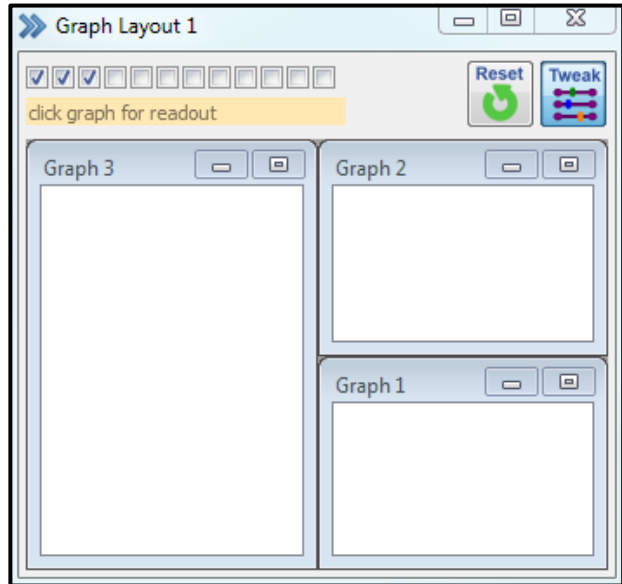 Graph Layout 1
Reset Tweak
click graph for readout
Graph 3
Graph 2
Graph 1